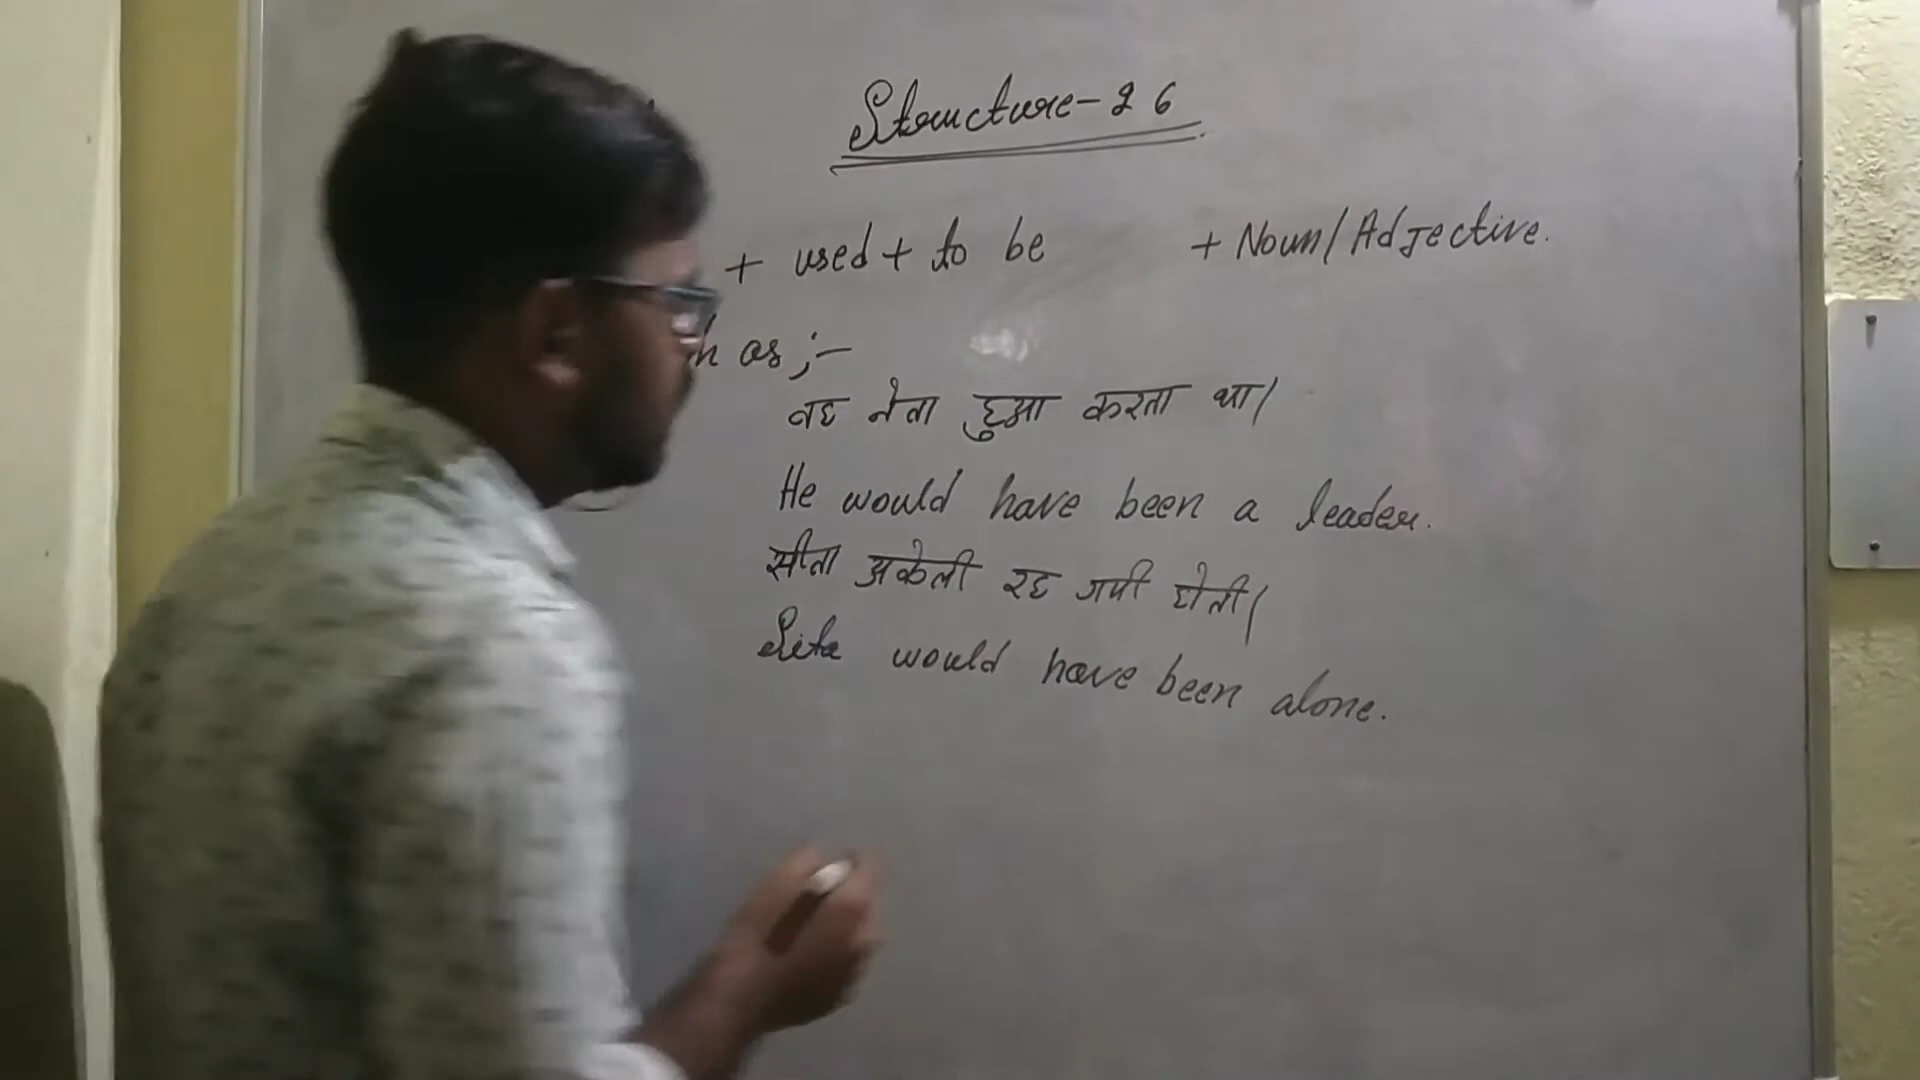 Structure-26
+ used + to be + Noun/Adjective.
as ;-
वह नेता हुआ करता था।
He would have been a leader.
सीता अकेली रह गयी होती।
Sita would have been alone.